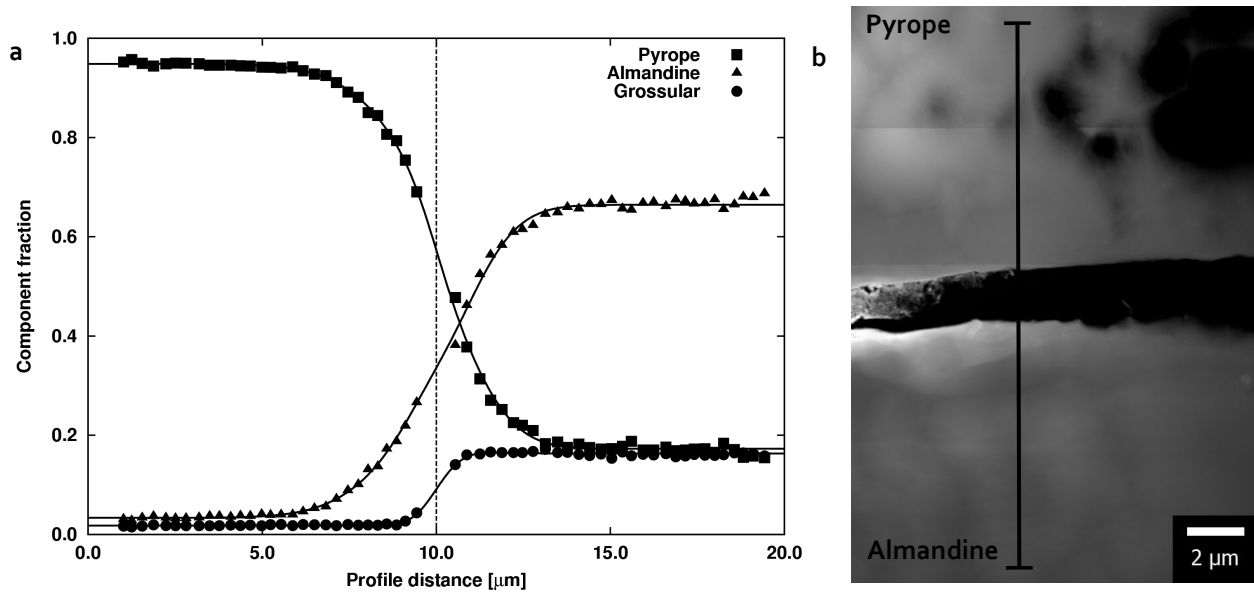 a
1.0
0.8
0.6
0.4
0.2
0.0
Component fraction
Pyrope
Almandine
Grossular
0.0 5.0 10.0 15.0 20.0
Profile distance [μm]
b
Pyrope
Almandine
2 μm